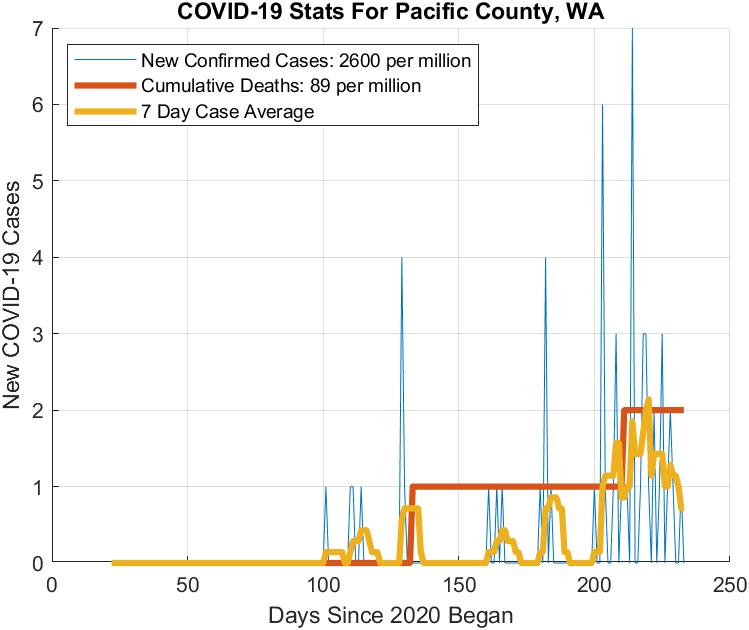 COVID-19 Stats For Pacific County, WA
New Confirmed Cases: 2600 per million
Cumulative Deaths: 89 per million
7 Day Case Average
New COVID-19 Cases
7
6
5
4
3
2
1
0
0 50 100 150 200 250
Days Since 2020 Began